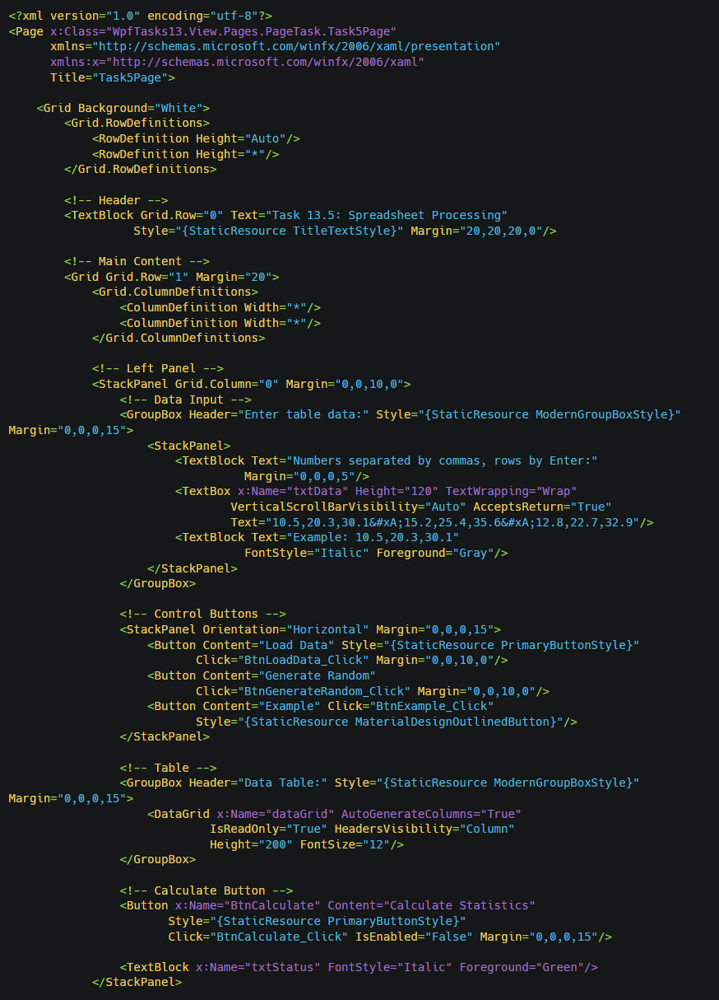 <?xml version="1.0" encoding="utf-8"?>
<Page x:Class="WpfTasks13.View.Pages.PageTask.Task5Page"
      xmlns="http://schemas.microsoft.com/winfx/2006/xaml/presentation"
      xmlns:x="http://schemas.microsoft.com/winfx/2006/xaml"
      Title="Task5Page">

    <Grid Background="White">
        <Grid.RowDefinitions>
            <RowDefinition Height="Auto"/>
            <RowDefinition Height="*"/>
        </Grid.RowDefinitions>

        <!-- Header -->
        <TextBlock Grid.Row="0" Text="Task 13.5: Spreadsheet Processing"
                  Style="{StaticResource TitleTextStyle}" Margin="20,20,20,0"/>

        <!-- Main Content -->
        <Grid Grid.Row="1" Margin="20">
            <Grid.ColumnDefinitions>
                <ColumnDefinition Width="*"/>
                <ColumnDefinition Width="*"/>
            </Grid.ColumnDefinitions>

            <!-- Left Panel -->
            <StackPanel Grid.Column="0" Margin="0,0,10,0">
                <!-- Data Input -->
                <GroupBox Header="Enter table data:" Style="{StaticResource ModernGroupBoxStyle}"
Margin="0,0,0,15">
                    <StackPanel>
                        <TextBlock Text="Numbers separated by commas, rows by Enter:"
                                  Margin="0,0,0,5"/>
                        <TextBox x:Name="txtData" Height="120" TextWrapping="Wrap"
                                VerticalScrollBarVisibility="Auto" AcceptsReturn="True"
                                Text="10.5,20.3,30.1&#xA;15.2,25.4,35.6&#xA;12.8,22.7,32.9"/>
                        <TextBlock Text="Example: 10.5,20.3,30.1"
                                  FontStyle="Italic" Foreground="Gray"/>
                    </StackPanel>
                </GroupBox>

                <!-- Control Buttons -->
                <StackPanel Orientation="Horizontal" Margin="0,0,0,15">
                    <Button Content="Load Data" Style="{StaticResource PrimaryButtonStyle}"
                           Click="BtnLoadData_Click" Margin="0,0,10,0"/>
                    <Button Content="Generate Random"
                           Click="BtnGenerateRandom_Click" Margin="0,0,10,0"/>
                    <Button Content="Example" Click="BtnExample_Click"
                           Style="{StaticResource MaterialDesignOutlinedButton}"/>
                </StackPanel>

                <!-- Table -->
                <GroupBox Header="Data Table:" Style="{StaticResource ModernGroupBoxStyle}"
Margin="0,0,0,15">
                    <DataGrid x:Name="dataGrid" AutoGenerateColumns="True"
                             IsReadOnly="True" HeadersVisibility="Column"
                             Height="200" FontSize="12"/>
                </GroupBox>

                <!-- Calculate Button -->
                <Button x:Name="BtnCalculate" Content="Calculate Statistics"
                       Style="{StaticResource PrimaryButtonStyle}"
                       Click="BtnCalculate_Click" IsEnabled="False" Margin="0,0,0,15"/>

                <TextBlock x:Name="txtStatus" FontStyle="Italic" Foreground="Green"/>
            </StackPanel>